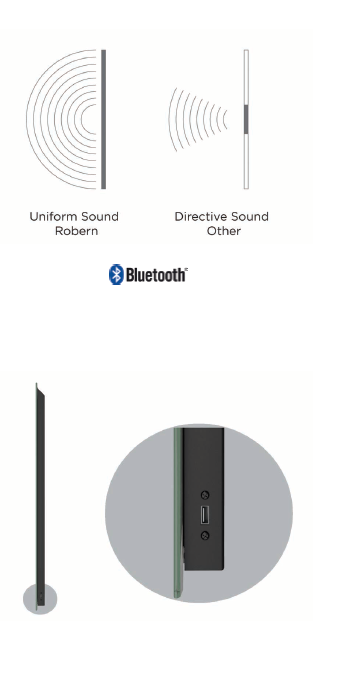 Uniform Sound
Robern
Directive Sound
Other
Bluetooth